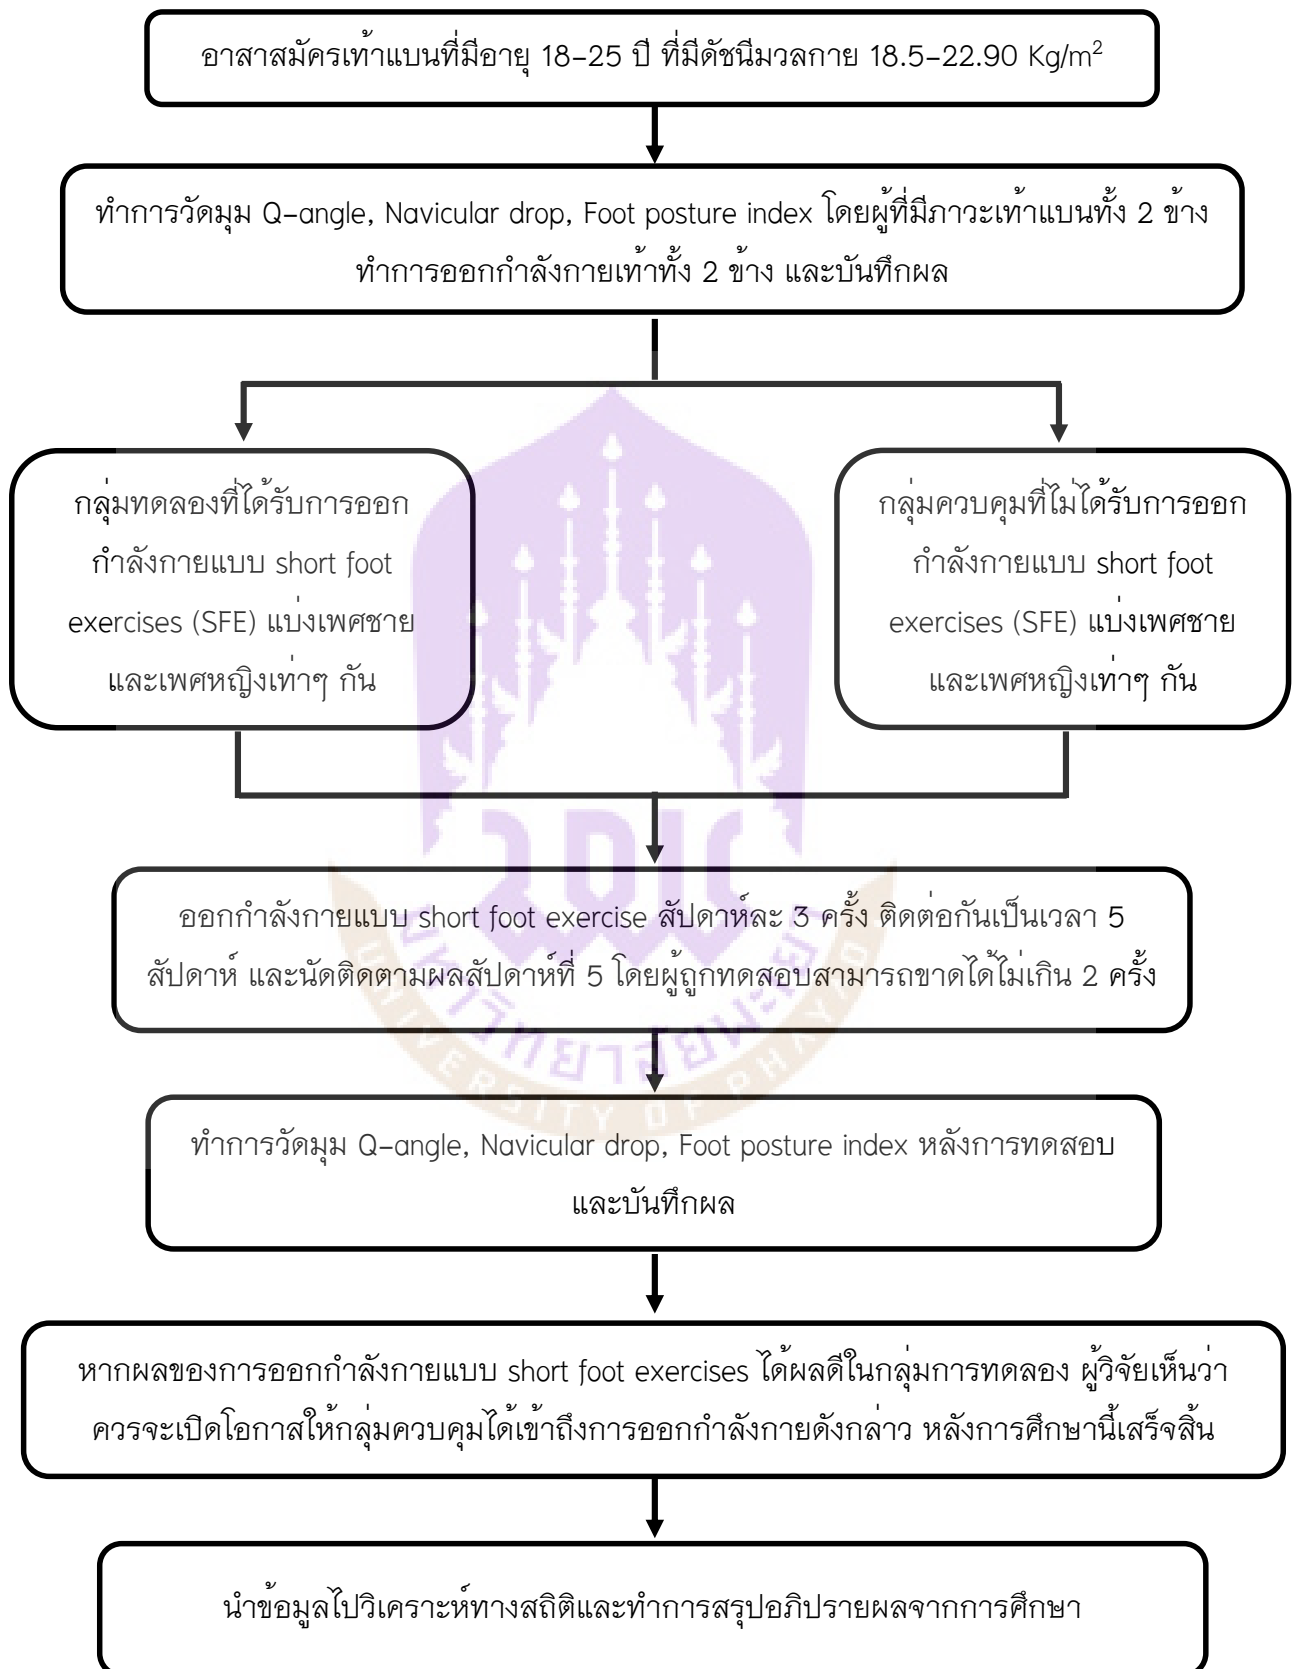 อาสาสมัครเท้าแบนที่มีอายุ 18-25 ปี ที่มีดัชนีมวลกาย 18.5-22.90 Kg/m²
ทำการวัดมุม Q-angle, Navicular drop, Foot posture index โดยผู้ที่มีภาวะเท้าแบนทั้ง 2 ข้าง
ทำการออกกำลังกายเท้าทั้ง 2 ข้าง และบันทึกผล
กลุ่มทดลองที่ได้รับการออก
กำลังกายแบบ short foot
exercises (SFE) แบ่งเพศชาย
และเพศหญิงเท่าๆ กัน
กลุ่มควบคุมที่ไม่ได้รับการออก
กำลังกายแบบ short foot
exercises (SFE) แบ่งเพศชาย
และเพศหญิงเท่าๆ กัน
ออกกำลังกายแบบ short foot exercise สัปดาห์ละ 3 ครั้ง ติดต่อกันเป็นเวลา 5
สัปดาห์ และนัดติดตามผลสัปดาห์ที่ 5 โดยผู้ถูกทดสอบสามารถขาดได้ไม่เกิน 2 ครั้ง
มหาวิทยาลัยพะเยา
UNIVERSITY OF PHAYAO
ทำการวัดมุม Q-angle, Navicular drop, Foot posture index หลังการทดสอบ
และบันทึกผล
หากผลของการออกกำลังกายแบบ short foot exercises ได้ผลดีในกลุ่มการทดลอง ผู้วิจัยเห็นว่า
ควรจะเปิดโอกาสให้กลุ่มควบคุมได้เข้าถึงการออกกำลังกายดังกล่าว หลังการศึกษานี้เสร็จสิ้น
นำข้อมูลไปวิเคราะห์ทางสถิติและทำการสรุปอภิปรายผลจากการศึกษา